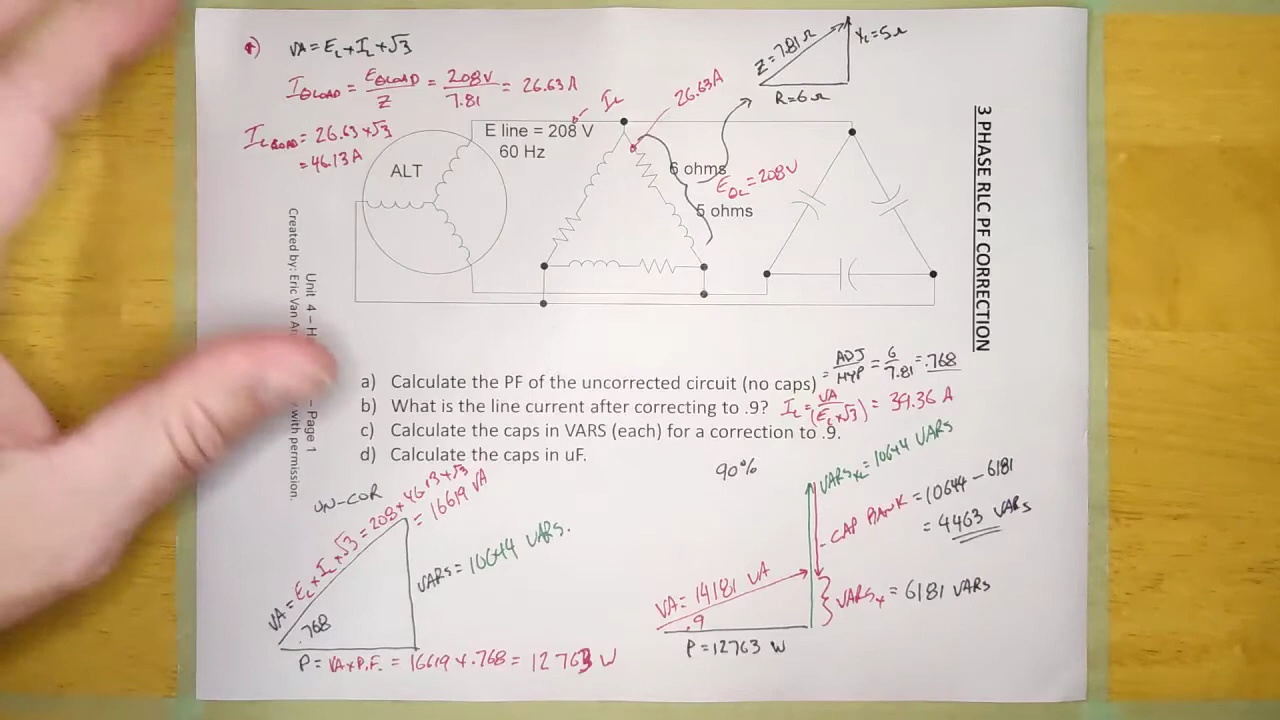 a) VA = EL × IL × √3
IØLOAD = EØLOAD / Z = 208V / 7.81 = 26.63 A
ILLOAD = 26.63 × √3
= 46.13 A
Z = 7.81 Ω
XL = 5 Ω
R = 6 Ω
IL
26.63A
E line = 208 V
60 Hz
ALT
6 ohms
EØL = 208V
5 ohms
3 PHASE RLC PF CORRECTION
Unit 4 – Page 1
Created by: Eric Van with permission.
a) Calculate the PF of the uncorrected circuit (no caps) = ADJ / HYP = 6 / 7.81 = .768
b) What is the line current after correcting to .9? IL = VA / (EL × √3) = 39.36 A
c) Calculate the caps in VARS (each) for a correction to .9.
d) Calculate the caps in uF.
UN-COR
VA = EL × IL × √3 = 208 × 46.13 × √3
= 16619 VA
VARS = 10644 VARS.
.768
P = VA × P.F. = 16619 × .768 = 12763 W
90%
VARSXL = 10644 VARS
CAP BANK = 10644 – 6181
= 4463 VARS
VA = 14181 VA
.9
VARSX = 6181 VARS
P = 12763 W